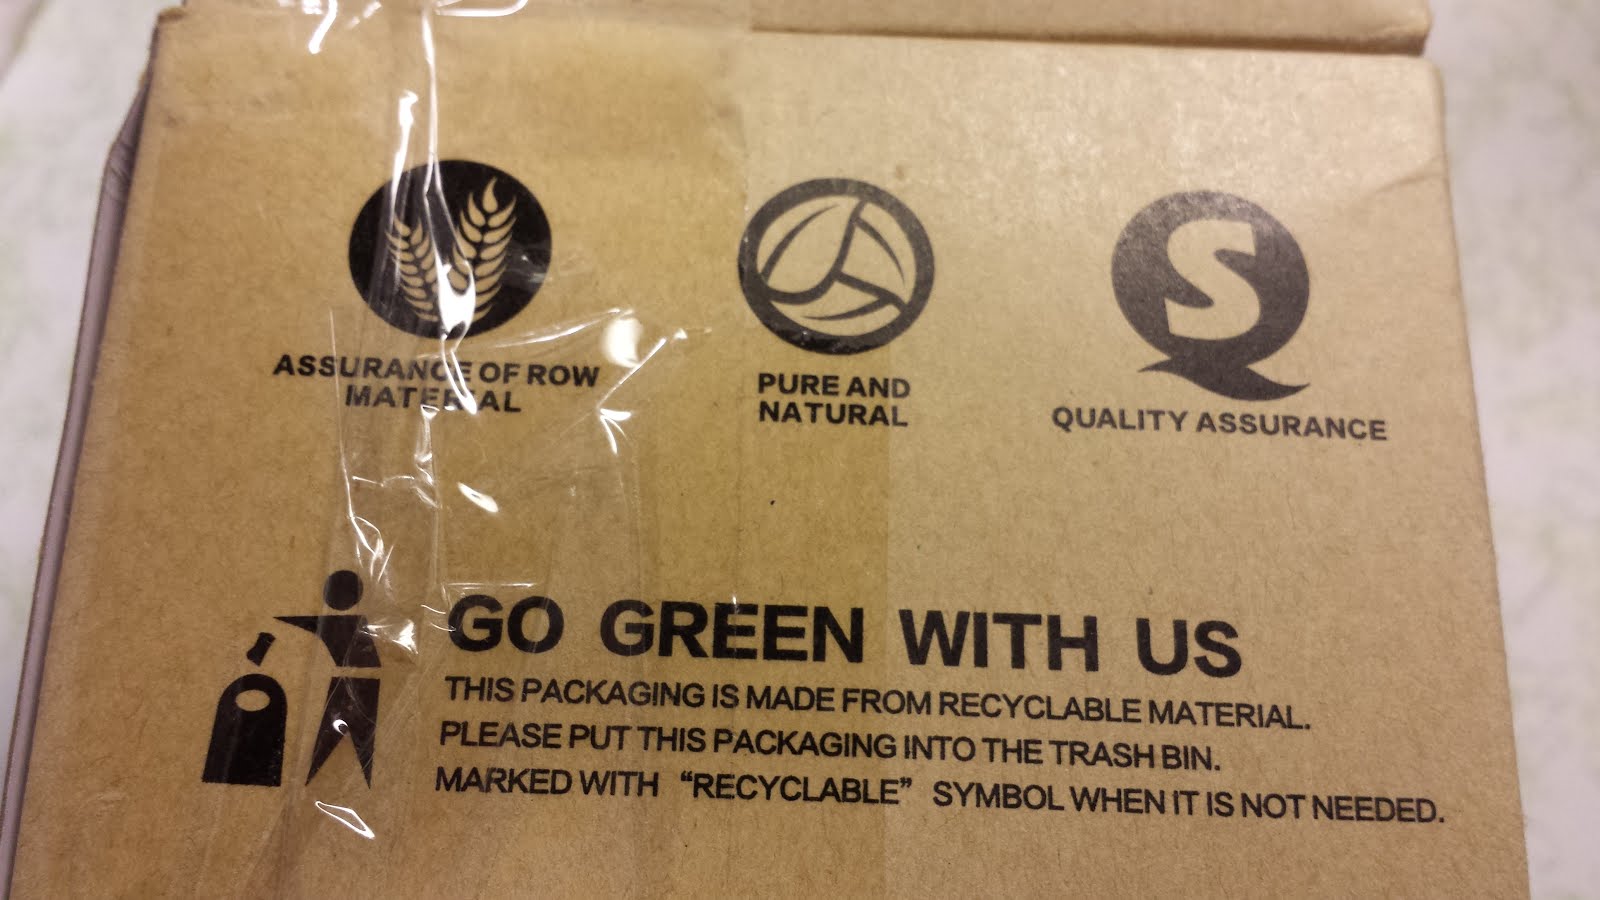 ASSURANCE OF ROW
MATERIAL
PURE AND
NATURAL
S
QUALITY ASSURANCE
GO GREEN WITH US
THIS PACKAGING IS MADE FROM RECYCLABLE MATERIAL.
PLEASE PUT THIS PACKAGING INTO THE TRASH BIN.
MARKED WITH “RECYCLABLE” SYMBOL WHEN IT IS NOT NEEDED.